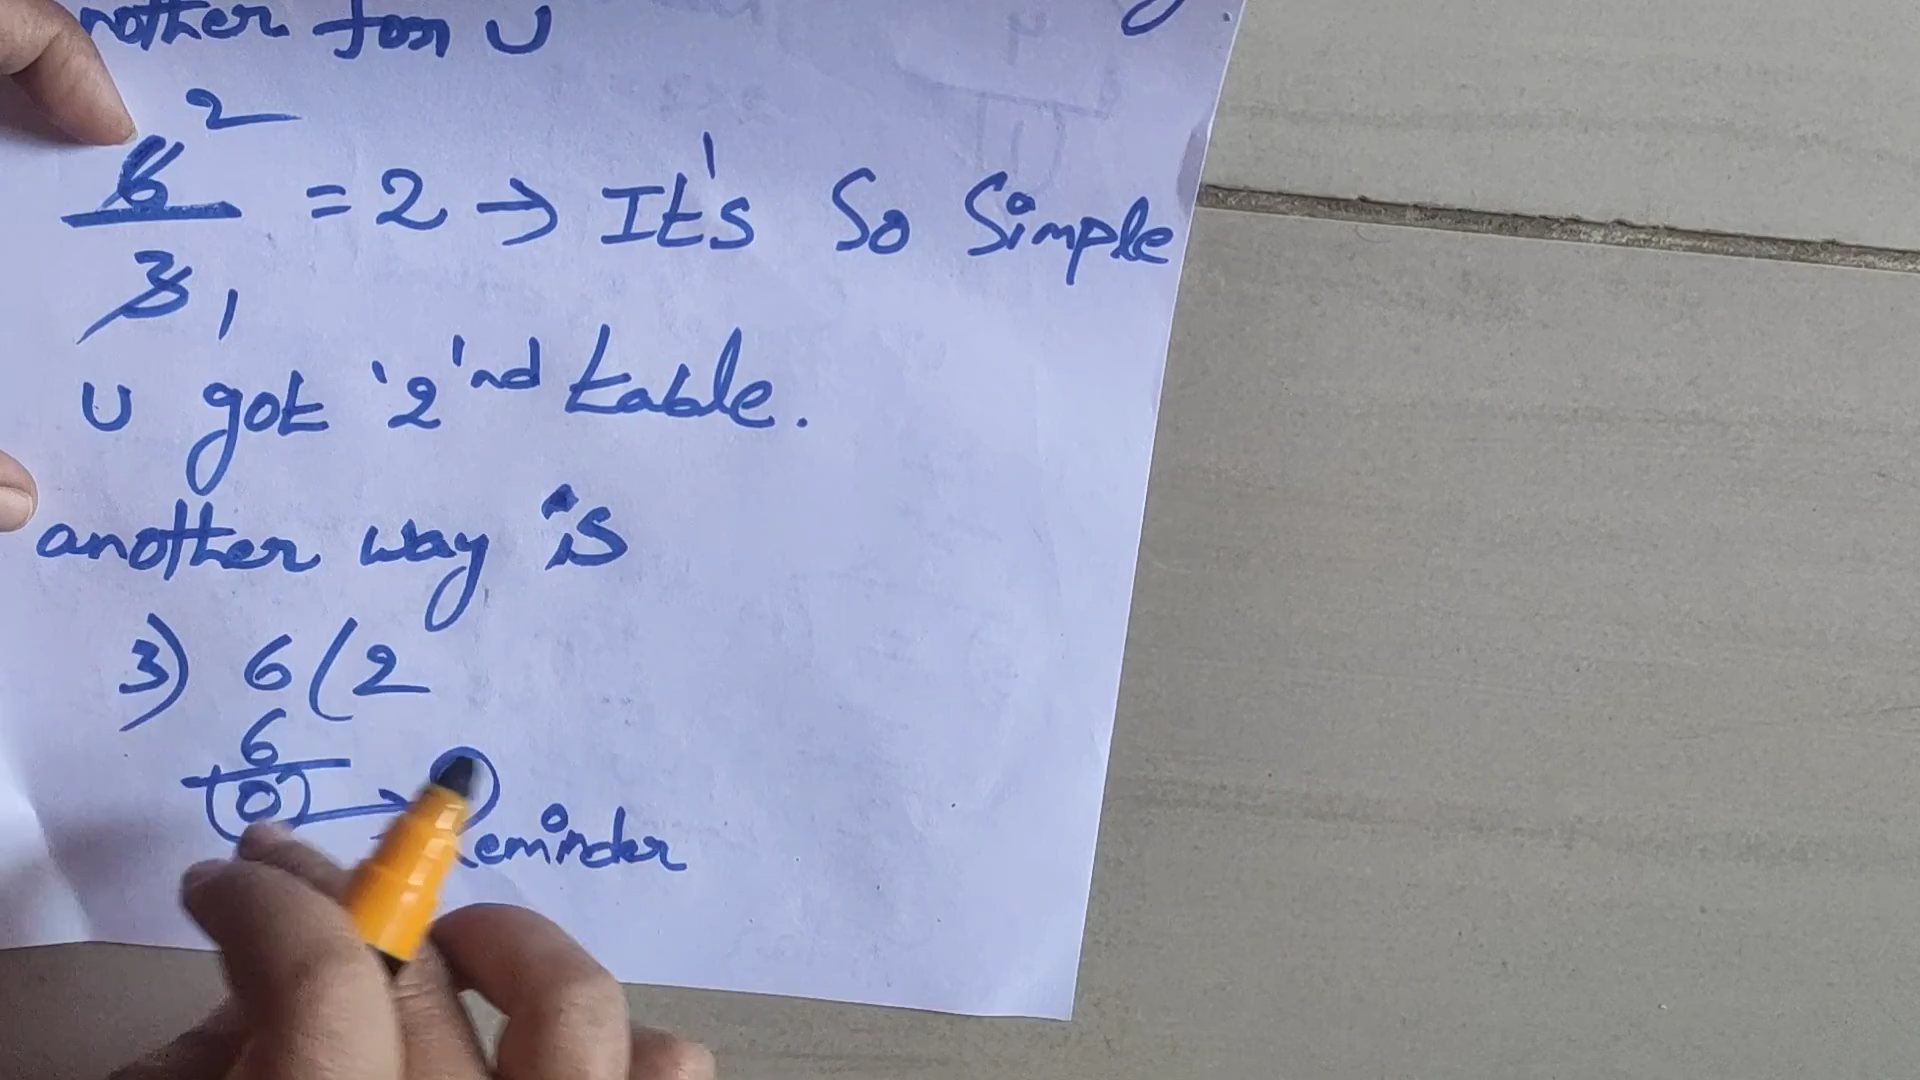 nother for U
2
6
= 2 → It's So Simple
3 1
U got '2'nd table.
another way is
3) 6 (2
6
0 → Reminder